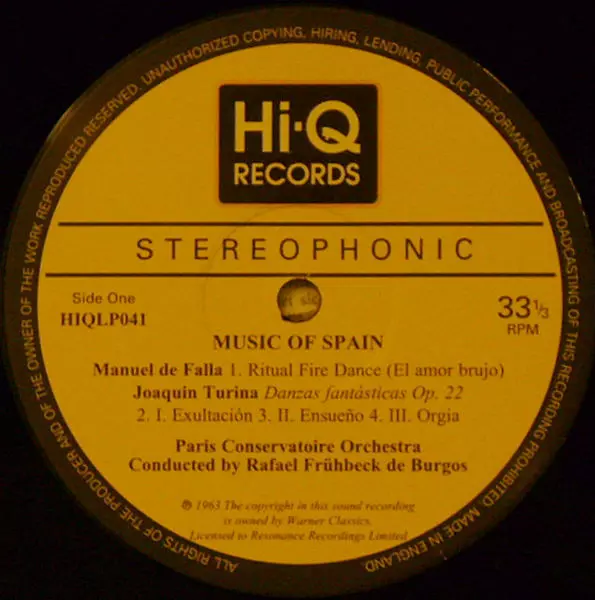 ALL RIGHTS OF THE PRODUCER AND OF THE OWNER OF THE WORK REPRODUCED RESERVED. UNAUTHORIZED COPYING, HIRING, LENDING, PUBLIC PERFORMANCE AND BROADCASTING OF THIS RECORDING PROHIBITED. MADE IN ENGLAND.
Hi-Q
RECORDS
STEREOPHONIC
Side One
HIQLP041
33 1/3
RPM
MUSIC OF SPAIN
Manuel de Falla 1. Ritual Fire Dance (El amor brujo)
Joaquin Turina Danzas fantásticas Op. 22
2. I. Exultación 3. II. Ensueño 4. III. Orgia
Paris Conservatoire Orchestra
Conducted by Rafael Frühbeck de Burgos
℗ 1963 The copyright in this sound recording
is owned by Warner Classics.
Licensed to Resonance Recordings Limited